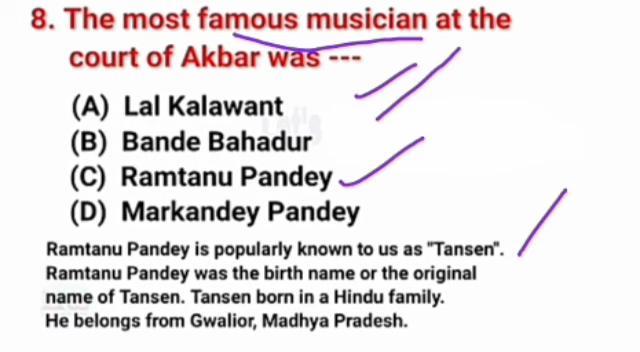 8. The most famous musician at the
court of Akbar was ---
(A) Lal Kalawant
(B) Bande Bahadur
(C) Ramtanu Pandey
(D) Markandey Pandey
Ramtanu Pandey is popularly known to us as "Tansen".
Ramtanu Pandey was the birth name or the original
name of Tansen. Tansen born in a Hindu family.
He belongs from Gwalior, Madhya Pradesh.